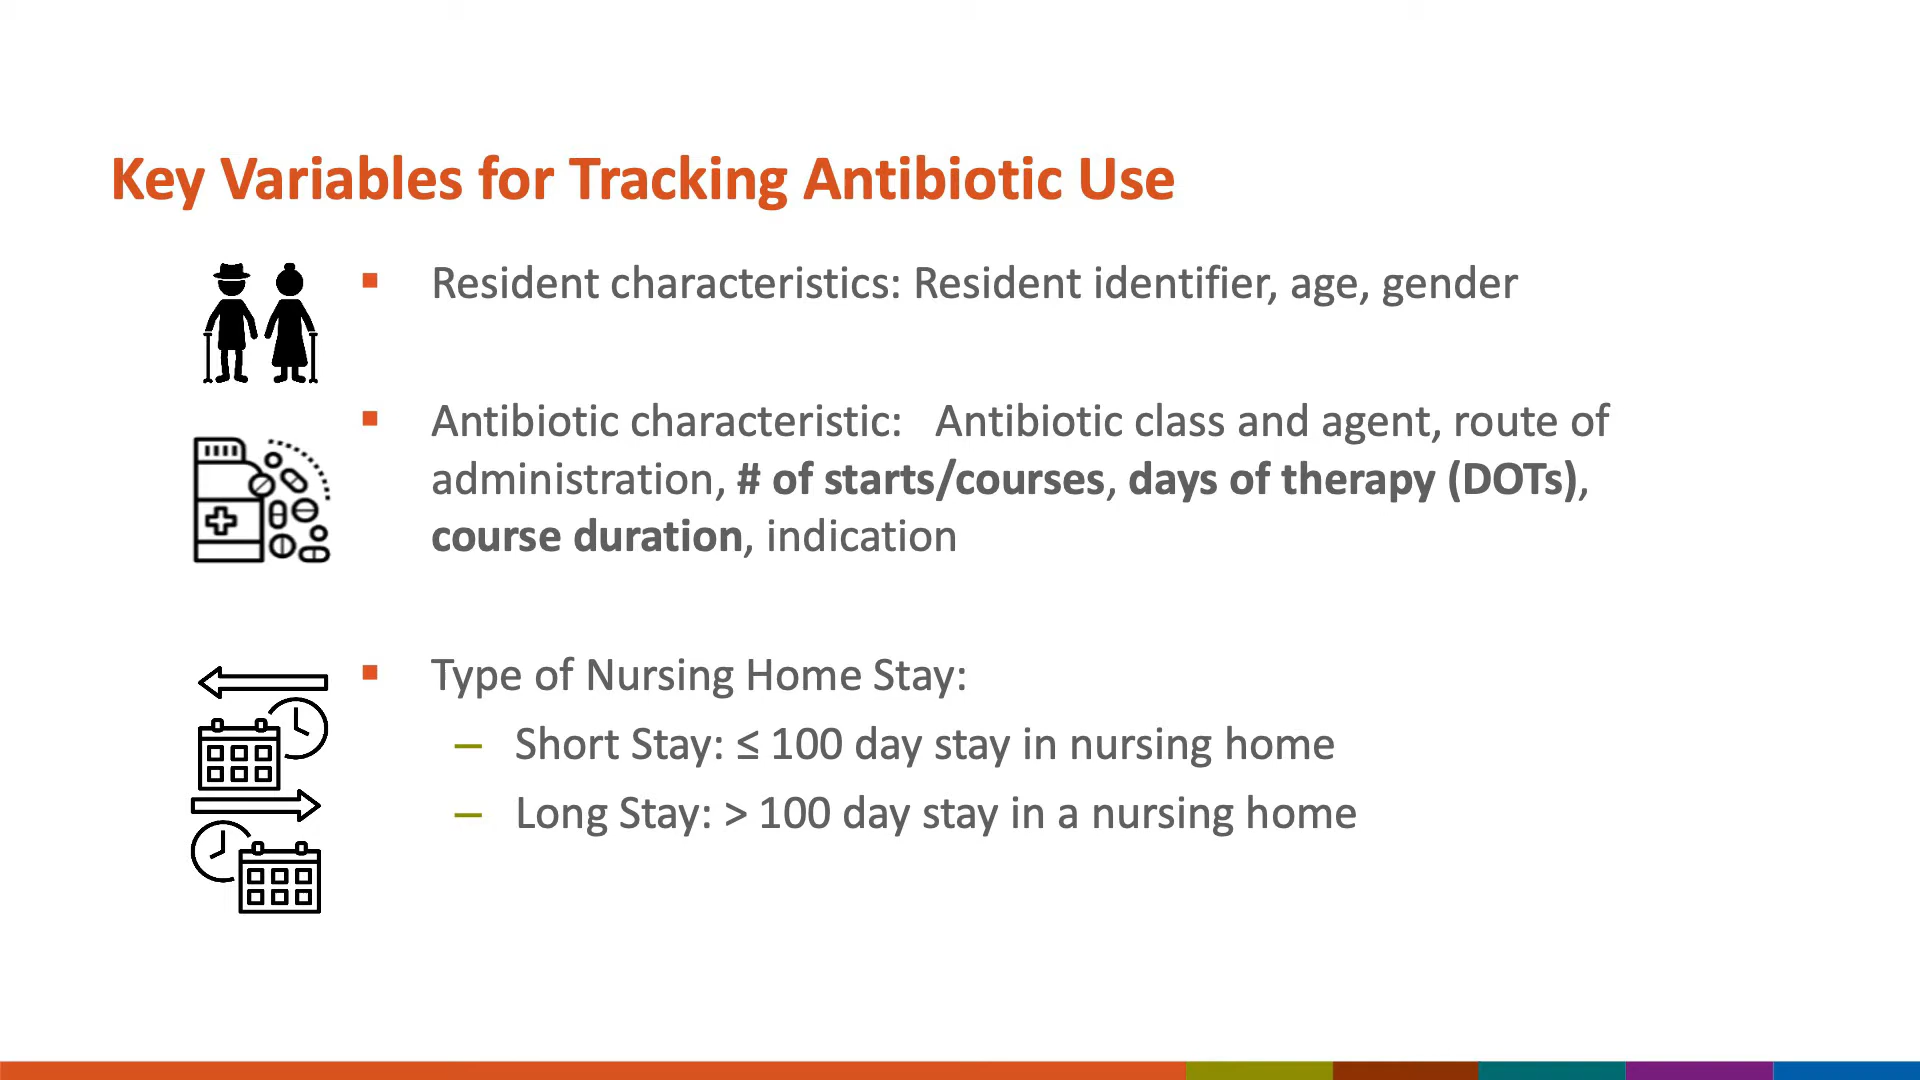 Key Variables for Tracking Antibiotic Use
▪ Resident characteristics: Resident identifier, age, gender
▪ Antibiotic characteristic:   Antibiotic class and agent, route of
administration, # of starts/courses, days of therapy (DOTs),
course duration, indication
▪ Type of Nursing Home Stay:
– Short Stay: ≤ 100 day stay in nursing home
– Long Stay: > 100 day stay in a nursing home